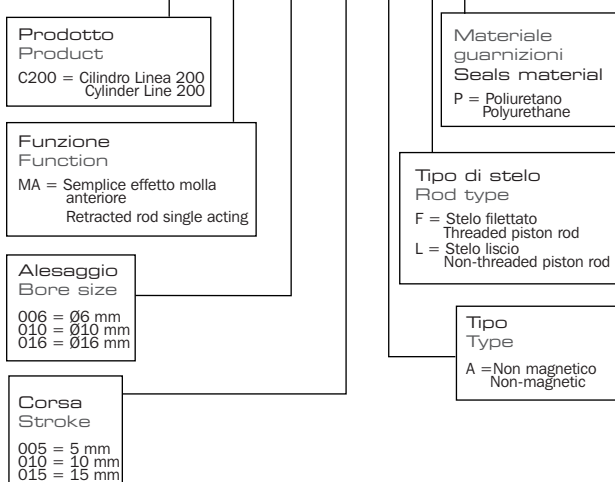 Prodotto
Product
C200 = Cilindro Linea 200
Cylinder Line 200
Funzione
Function
MA = Semplice effetto molla
anteriore
Retracted rod single acting
Alesaggio
Bore size
006 = Ø6 mm
010 = Ø10 mm
016 = Ø16 mm
Corsa
Stroke
005 = 5 mm
010 = 10 mm
015 = 15 mm
Materiale
guarnizioni
Seals material
P = Poliuretano
Polyurethane
Tipo di stelo
Rod type
F = Stelo filettato
Threaded piston rod
L = Stelo liscio
Non-threaded piston rod
Tipo
Type
A =Non magnetico
Non-magnetic